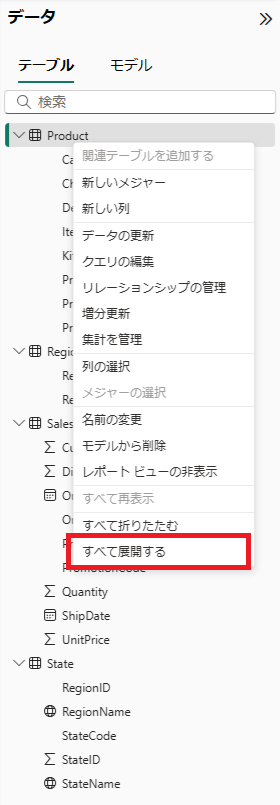 データ
テーブル モデル
検索
Product
関連テーブルを追加する
新しいメジャー
新しい列
データの更新
クエリの編集
リレーションシップの管理
増分更新
集計を管理
列の選択
メジャーの選択
名前の変更
モデルから削除
レポート ビューの非表示
すべて再表示
すべて折りたたむ
すべて展開する
Ca
Ch
De
Ite
Kit
Pr
Pr
Pr
Regio
Re
Re
Sales
Cu
Di
Or
Or
Quantity
ShipDate
UnitPrice
State
RegionID
RegionName
StateCode
StateID
StateName